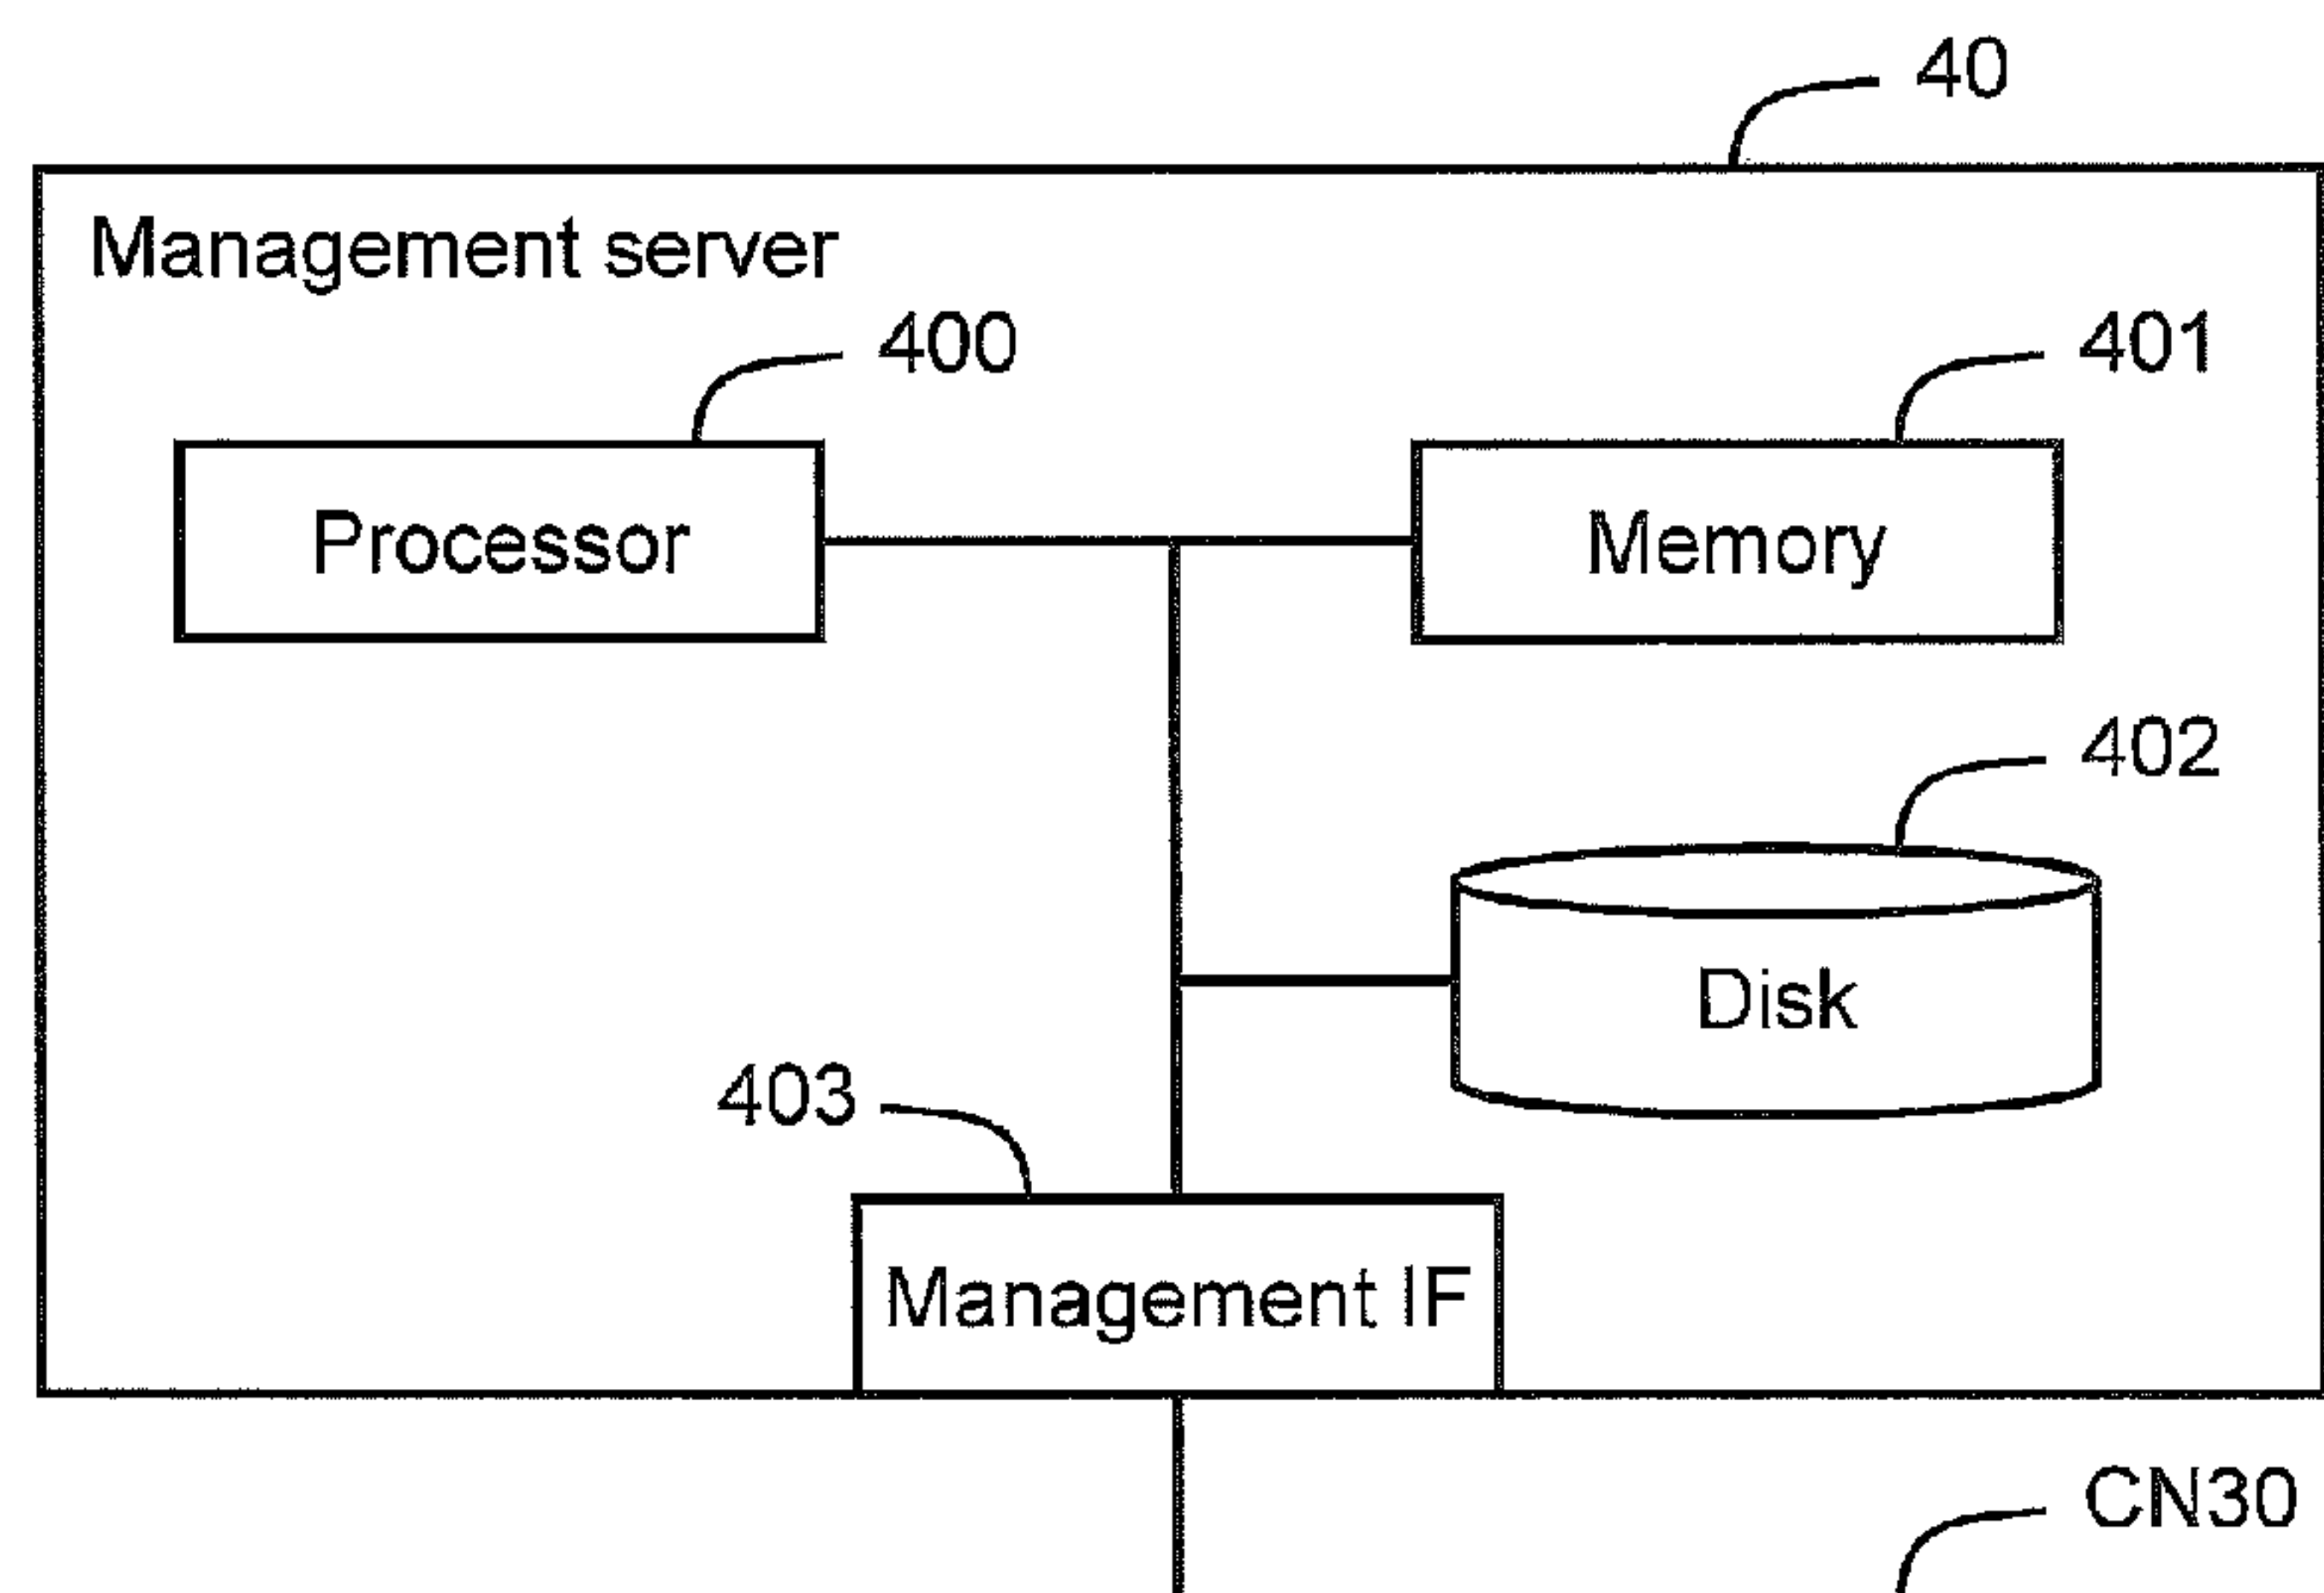 40
Management server
400
401
Processor
Memory
402
Disk
403
Management IF
CN30